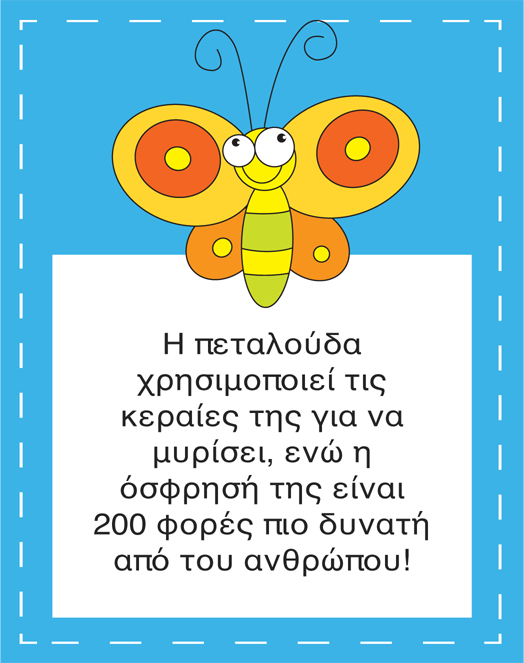 Η πεταλούδα
χρησιμοποιεί τις
κεραίες της για να
μυρίσει, ενώ η
όσφρησή της είναι
200 φορές πιο δυνατή
από του ανθρώπου!